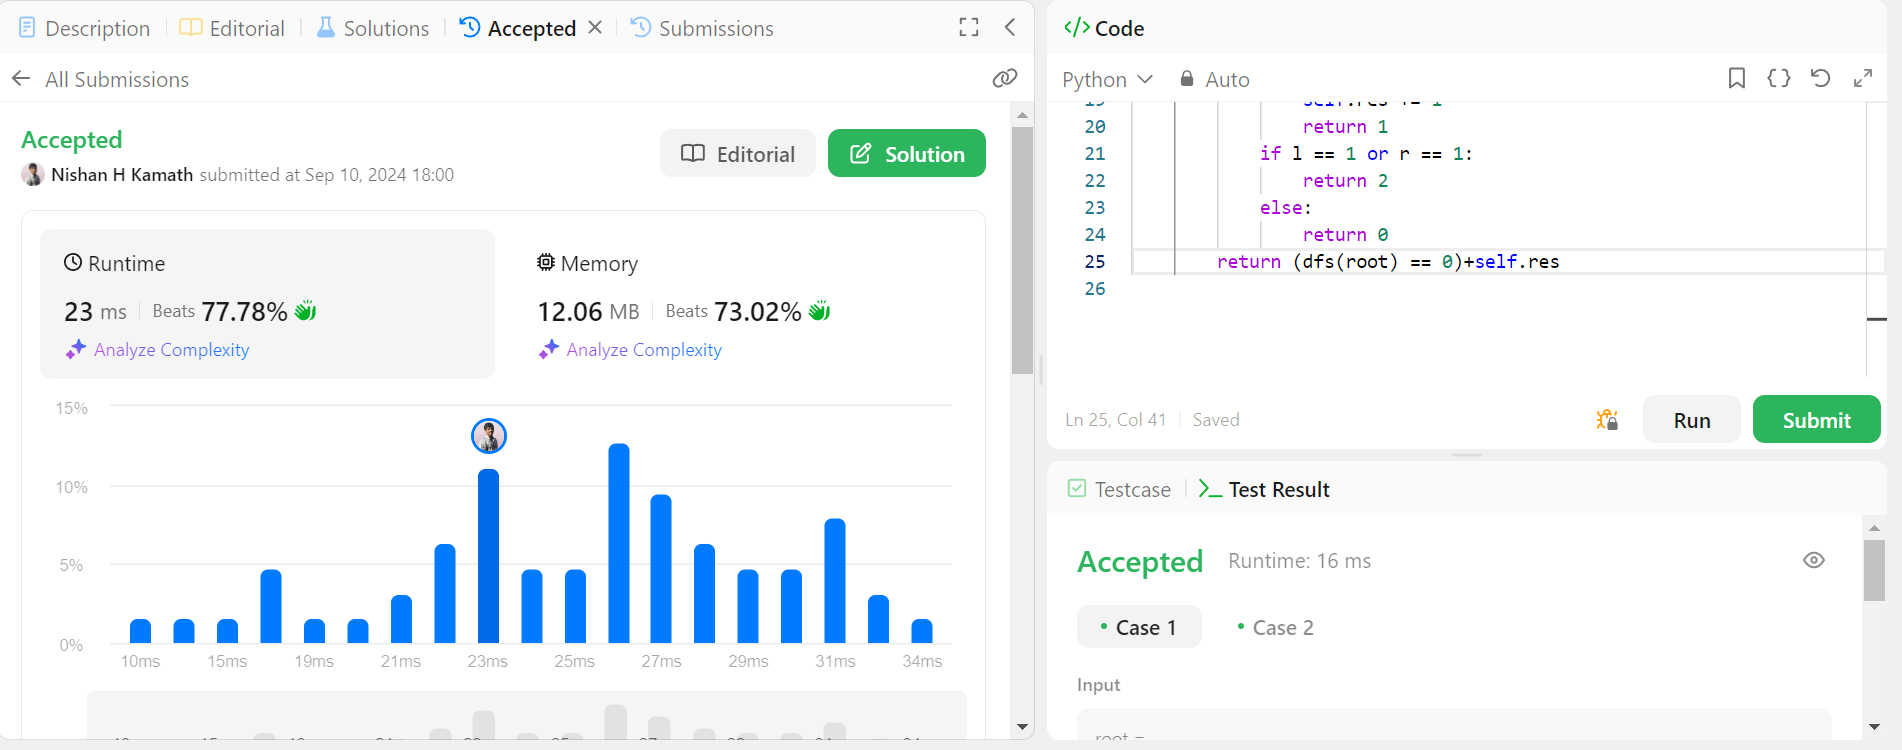 Description
Editorial
Solutions
Accepted
Submissions
All Submissions
Accepted
Nishan H Kamath submitted at Sep 10, 2024 18:00
Editorial
Solution
Runtime
23 ms Beats 77.78%
Analyze Complexity
Memory
12.06 MB Beats 73.02%
Analyze Complexity
15%
10%
5%
0%
10ms 15ms 19ms 21ms 23ms 25ms 27ms 29ms 31ms 34ms
</> Code
Python
Auto
19 self.res += 1
20 return 1
21 if l == 1 or r == 1:
22 return 2
23 else:
24 return 0
25 return (dfs(root) == 0)+self.res
26
Ln 25, Col 41 Saved
Run
Submit
Testcase
Test Result
Accepted Runtime: 16 ms
Case 1
Case 2
Input
root =